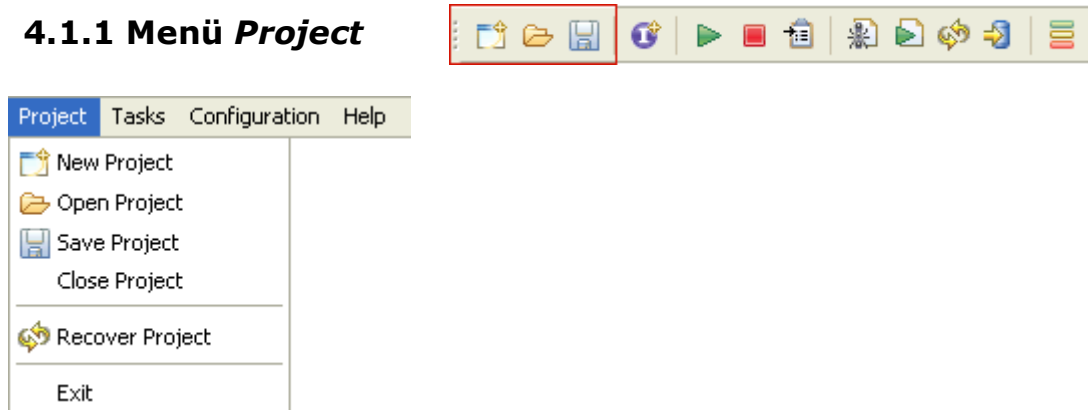 4.1.1 Menü Project
Project Tasks Configuration Help
New Project
Open Project
Save Project
Close Project
Recover Project
Exit